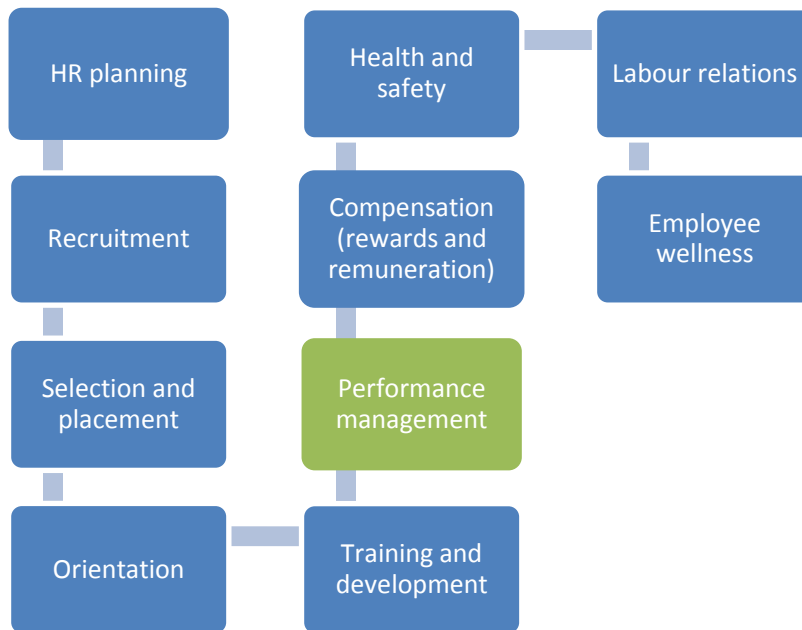 HR planning
Recruitment
Selection and
placement
Orientation
Training and
development
Performance
management
Compensation
(rewards and
remuneration)
Health and
safety
Labour relations
Employee
wellness